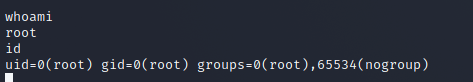 whoami
root
id
uid=0(root) gid=0(root) groups=0(root),65534(nogroup)